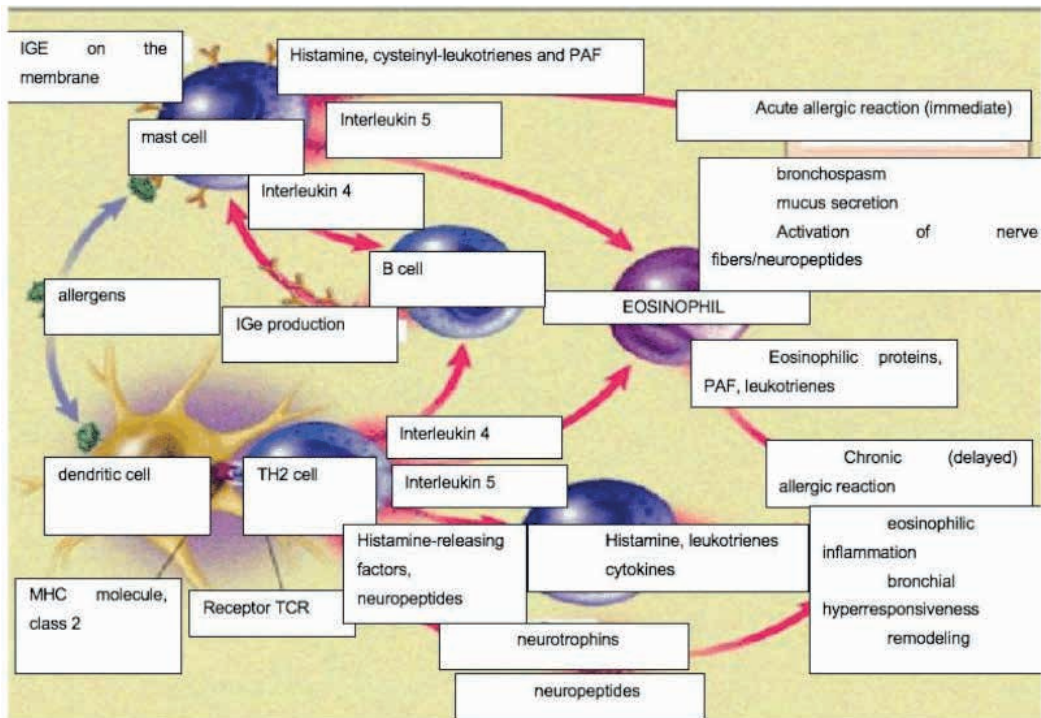 IGE on the
membrane
Histamine, cysteinyl-leukotrienes and PAF
Acute allergic reaction (immediate)
Interleukin 5
mast cell
bronchospasm
mucus secretion
Activation of nerve
fibers/neuropeptides
Interleukin 4
B cell
allergens
EOSINOPHIL
IGe production
Eosinophilic proteins,
PAF, leukotrienes
Interleukin 4
Chronic (delayed)
allergic reaction
dendritic cell
TH2 cell
Interleukin 5
eosinophilic
inflammation
bronchial
hyperresponsiveness
remodeling
Histamine-releasing
factors,
neuropeptides
Histamine, leukotrienes
cytokines
MHC molecule,
class 2
Receptor TCR
neurotrophins
neuropeptides